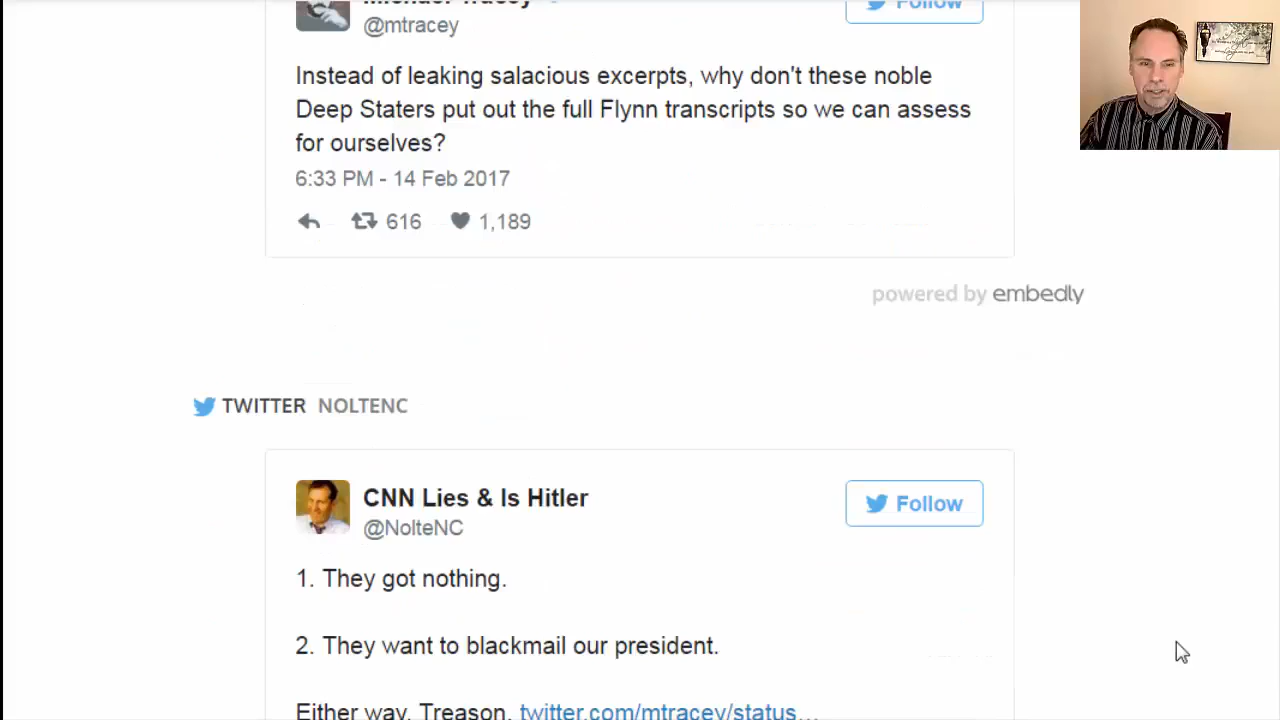 @mtracey
Follow
Instead of leaking salacious excerpts, why don't these noble
Deep Staters put out the full Flynn transcripts so we can assess
for ourselves?
6:33 PM - 14 Feb 2017
616 1,189
powered by embedly
TWITTER NOLTENC
CNN Lies & Is Hitler
@NolteNC
Follow
1. They got nothing.
2. They want to blackmail our president.
Either way, Treason. twitter.com/mtracey/status…